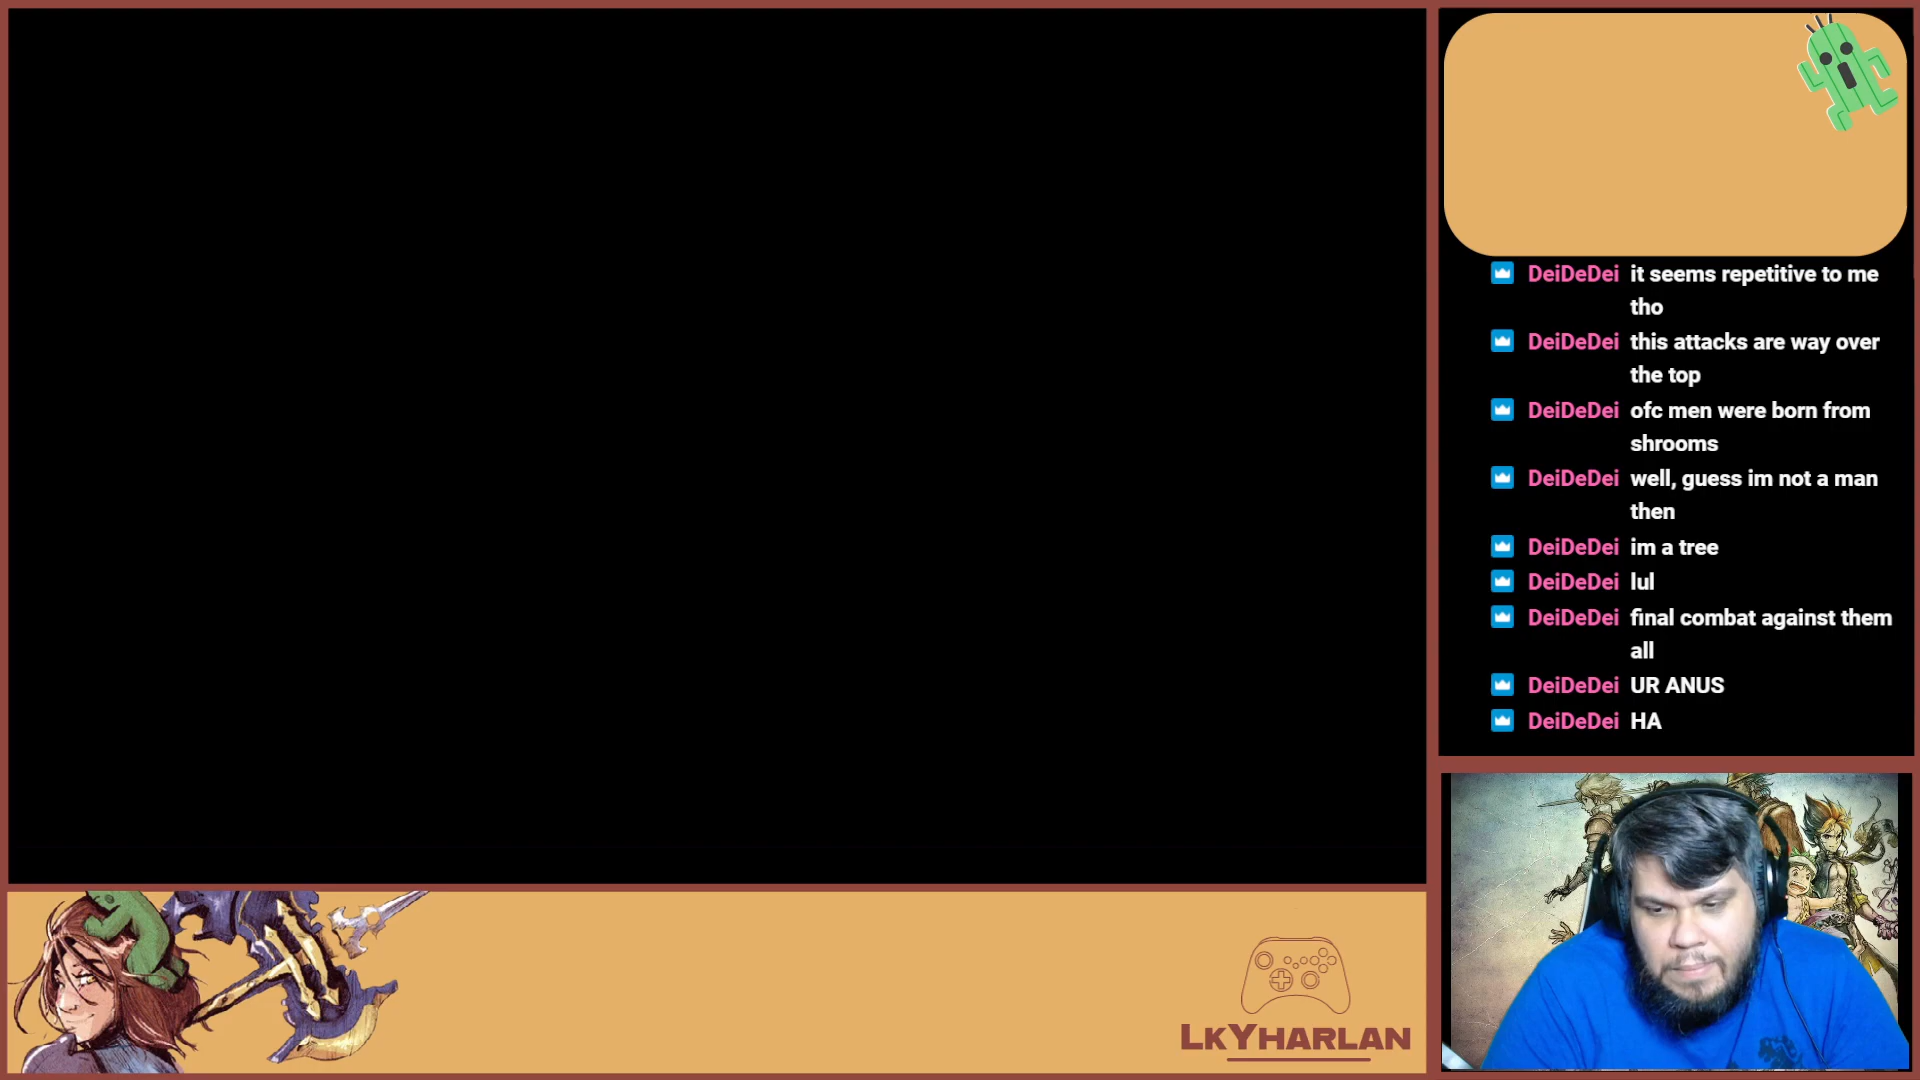 DeiDeDei it seems repetitive to me
tho
DeiDeDei this attacks are way over
the top
DeiDeDei ofc men were born from
shrooms
DeiDeDei well, guess im not a man
then
DeiDeDei im a tree
DeiDeDei lul
DeiDeDei final combat against them
all
DeiDeDei UR ANUS
DeiDeDei HA
LKYHARLAN